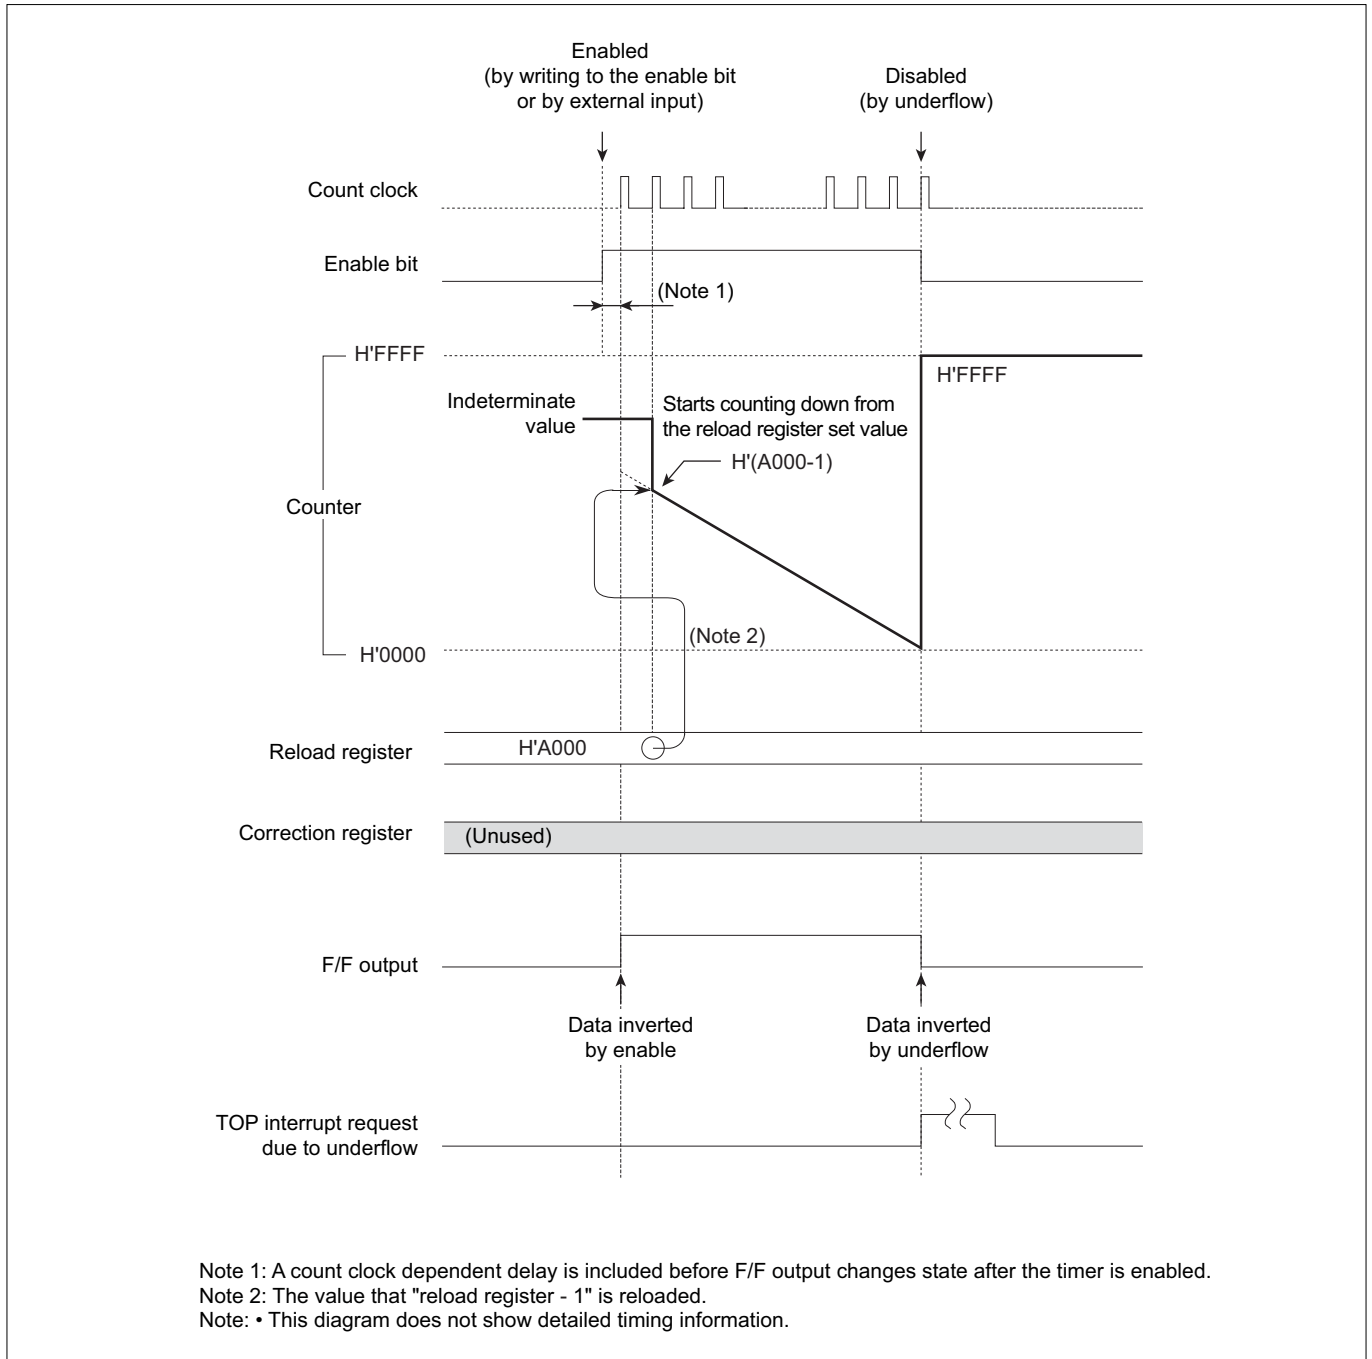 Enabled
(by writing to the enable bit
or by external input)
Disabled
(by underflow)
Count clock
Enable bit
(Note 1)
H'FFFF
H'FFFF
Indeterminate
value
Starts counting down from
the reload register set value
H'(A000-1)
Counter
(Note 2)
H'0000
Reload register
H'A000
Correction register
(Unused)
F/F output
Data inverted
by enable
Data inverted
by underflow
TOP interrupt request
due to underflow
Note 1: A count clock dependent delay is included before F/F output changes state after the timer is enabled.
Note 2: The value that "reload register - 1" is reloaded.
Note: • This diagram does not show detailed timing information.